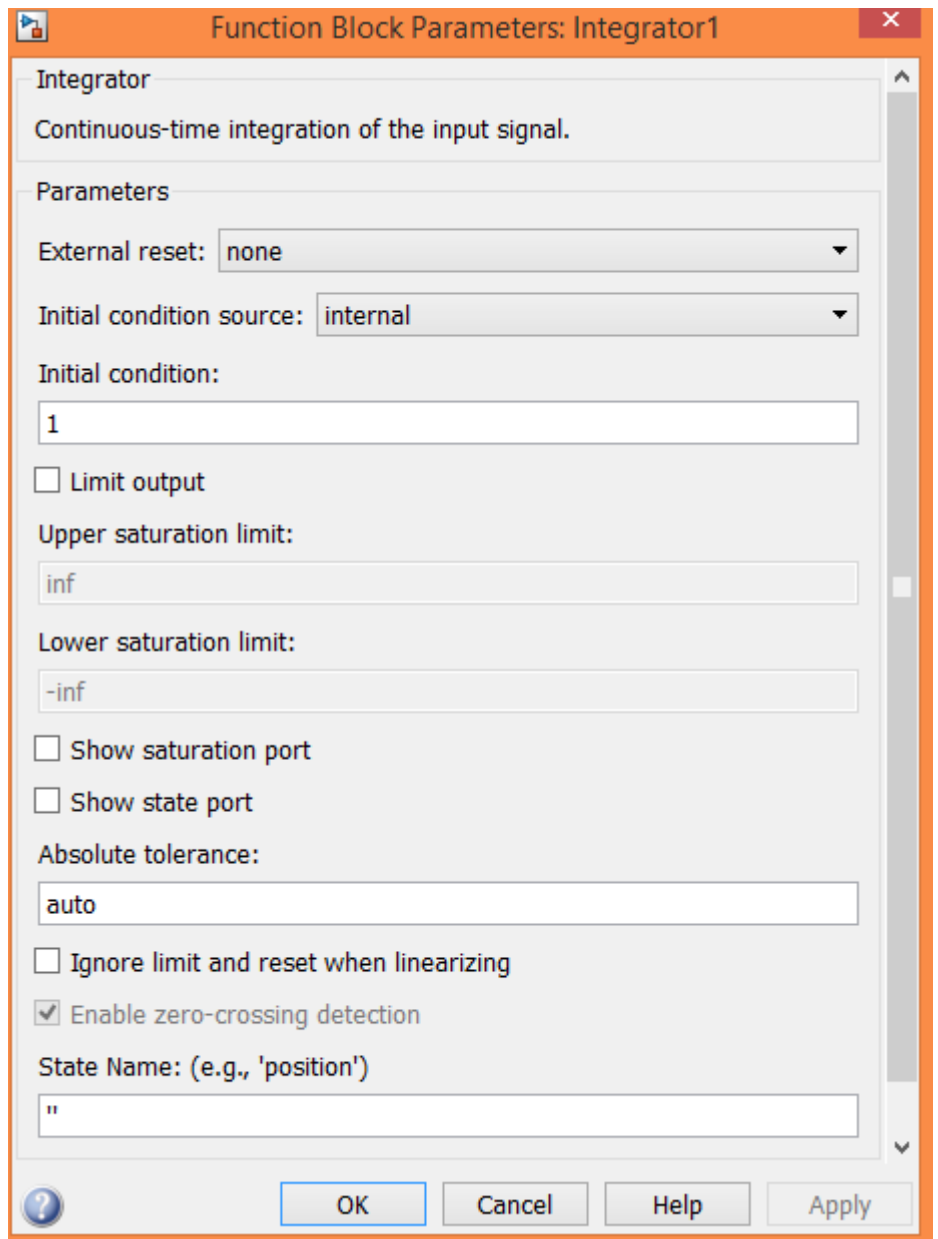 Function Block Parameters: Integrator1
Integrator
Continuous-time integration of the input signal.
Parameters
External reset: none
Initial condition source: internal
Initial condition:
1
Limit output
Upper saturation limit:
inf
Lower saturation limit:
-inf
Show saturation port
Show state port
Absolute tolerance:
auto
Ignore limit and reset when linearizing
Enable zero-crossing detection
State Name: (e.g., 'position')
''
OK Cancel Help Apply